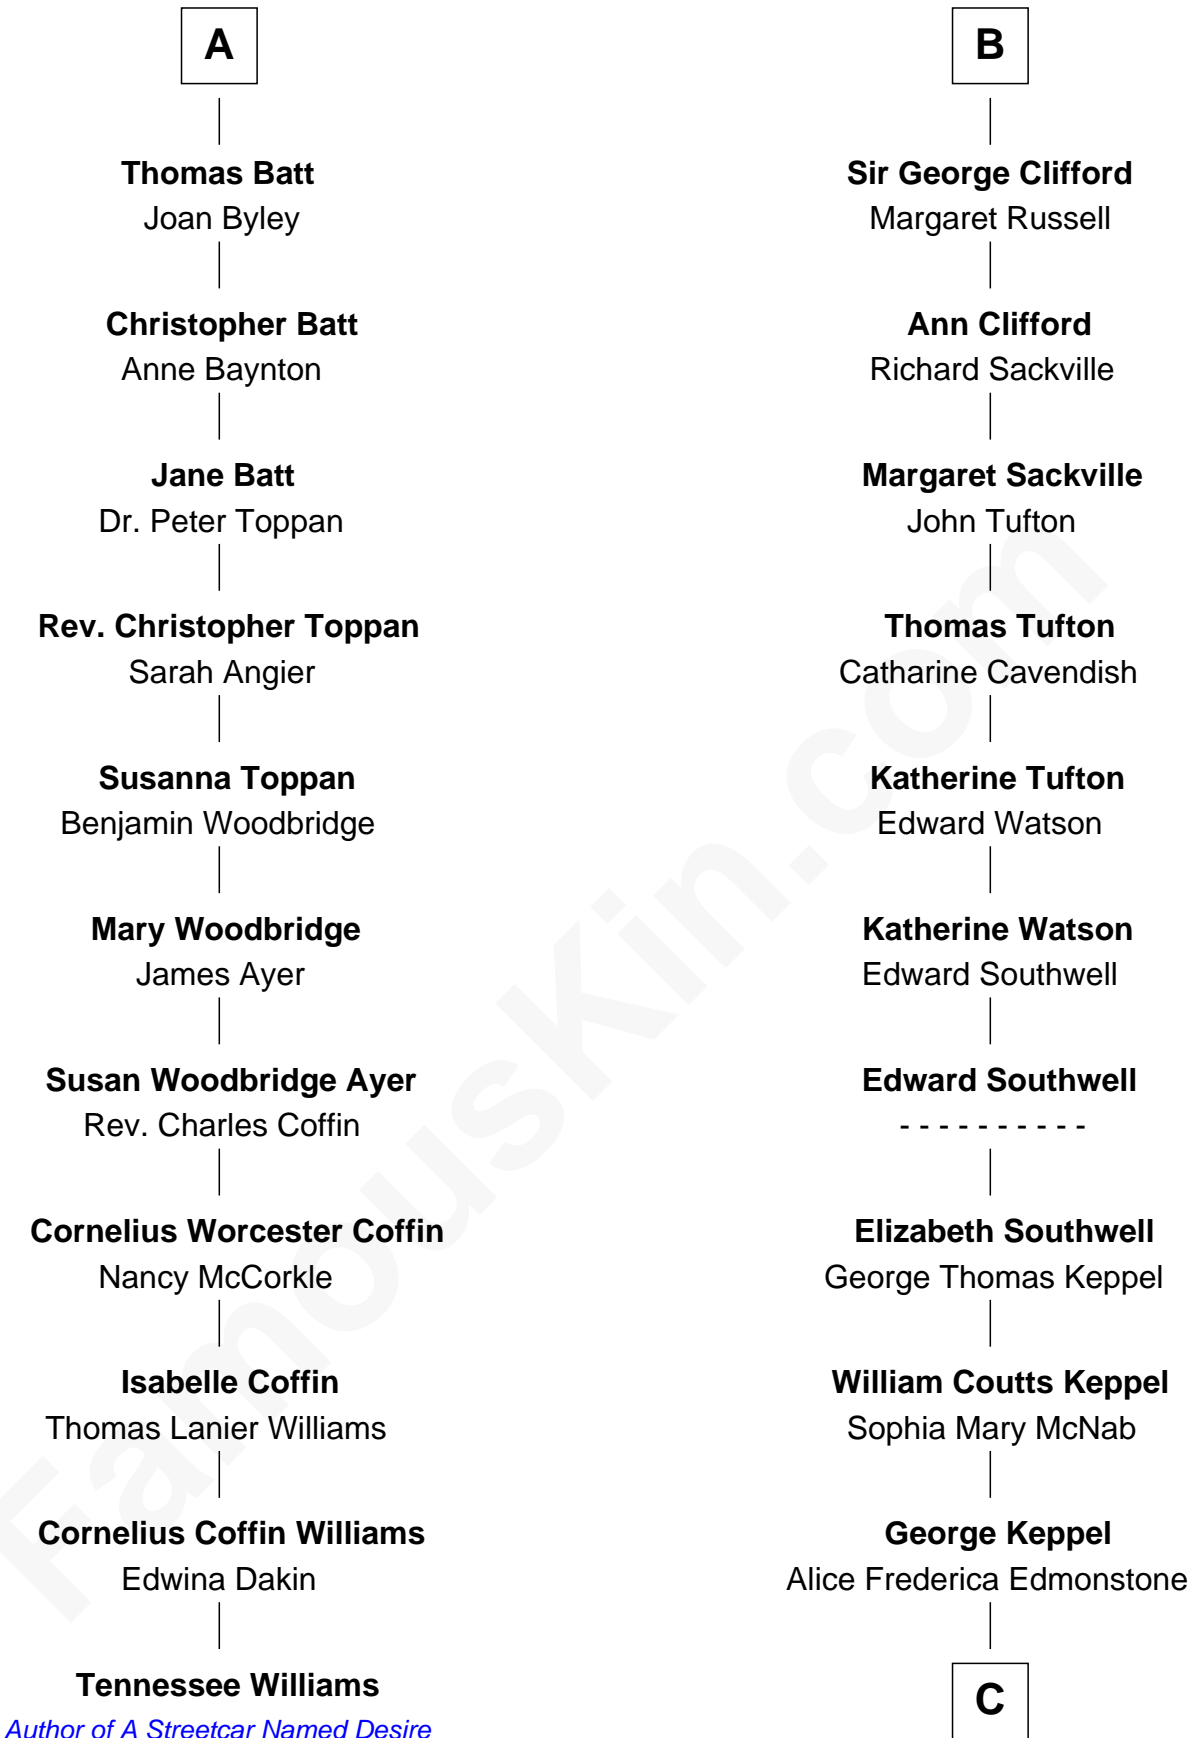 A
Thomas Batt
Joan Byley
Christopher Batt
Anne Baynton
Jane Batt
Dr. Peter Toppan
Rev. Christopher Toppan
Sarah Angier
Susanna Toppan
Benjamin Woodbridge
Mary Woodbridge
James Ayer
Susan Woodbridge Ayer
Rev. Charles Coffin
Cornelius Worcester Coffin
Nancy McCorkle
Isabelle Coffin
Thomas Lanier Williams
Cornelius Coffin Williams
Edwina Dakin
Tennessee Williams
Author of A Streetcar Named Desire
B
Sir George Clifford
Margaret Russell
Ann Clifford
Richard Sackville
Margaret Sackville
John Tufton
Thomas Tufton
Catharine Cavendish
Katherine Tufton
Edward Watson
Katherine Watson
Edward Southwell
Edward Southwell
- - - - - - - - - -
Elizabeth Southwell
George Thomas Keppel
William Coutts Keppel
Sophia Mary McNab
George Keppel
Alice Frederica Edmonstone
C
FamousKin.com